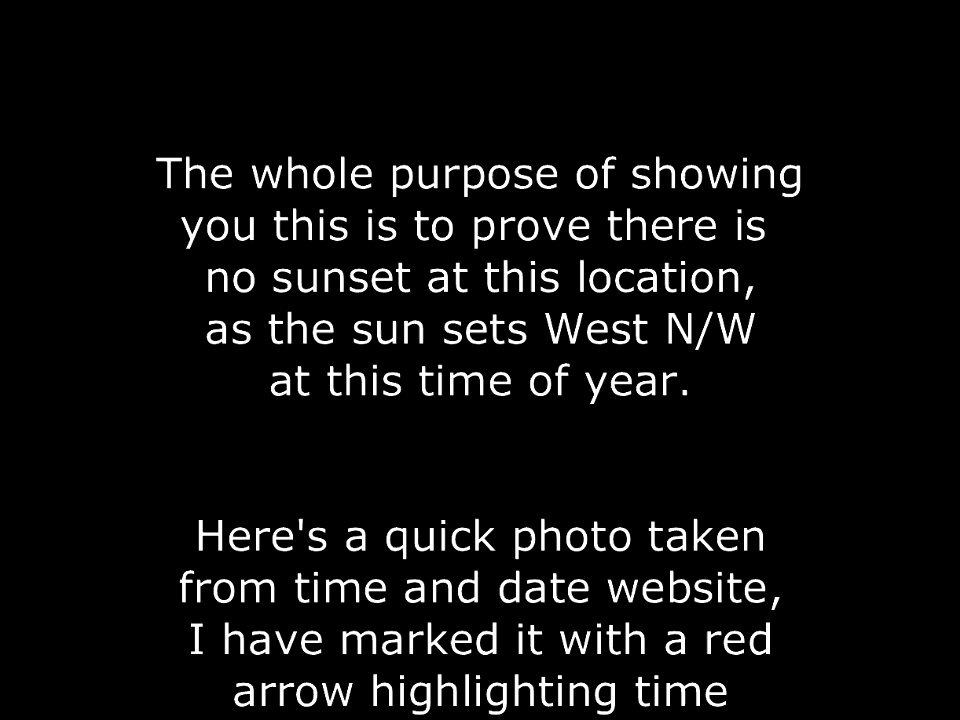 The whole purpose of showing
you this is to prove there is
no sunset at this location,
as the sun sets West N/W
at this time of year.
Here's a quick photo taken
from time and date website,
I have marked it with a red
arrow highlighting time